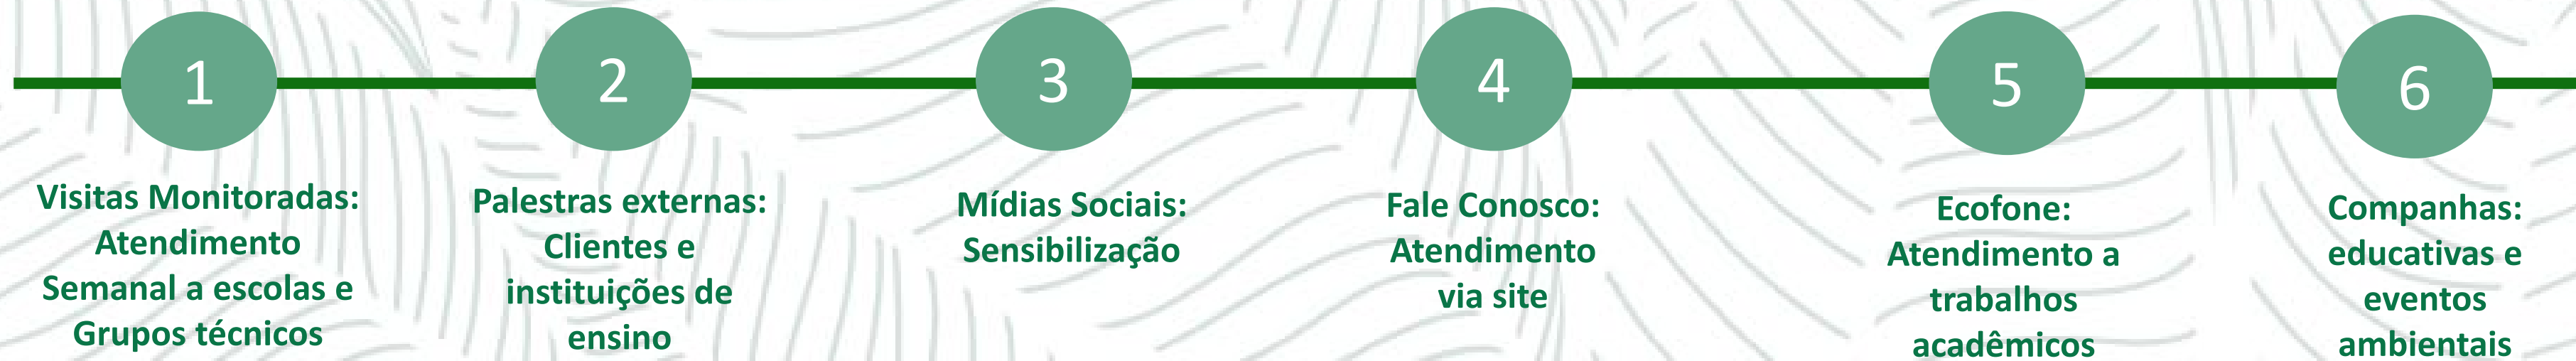 1
Visitas Monitoradas:
Atendimento
Semanal a escolas e
Grupos técnicos
2
Palestras externas:
Clientes e
instituições de
ensino
3
Mídias Sociais:
Sensibilização
4
Fale Conosco:
Atendimento
via site
5
Ecofone:
Atendimento a
trabalhos
acadêmicos
6
Companhas:
educativas e
eventos
ambientais